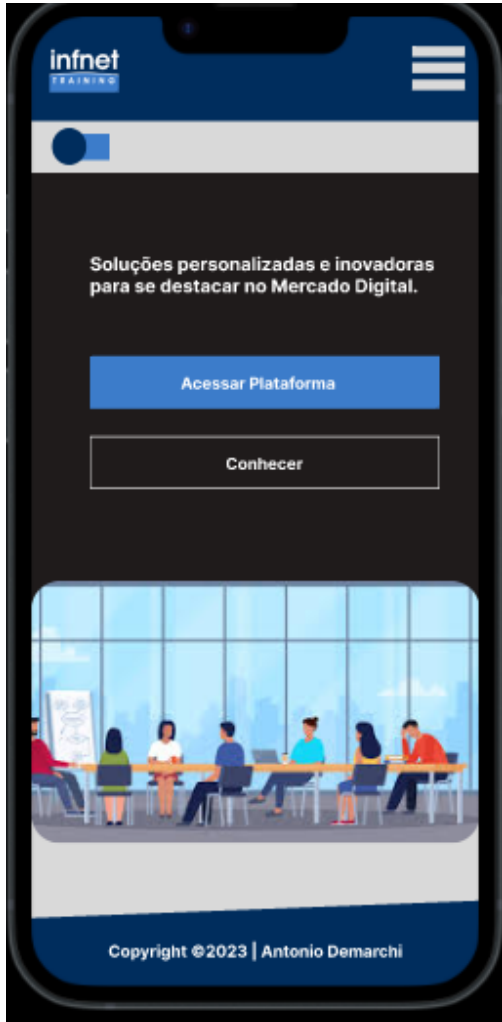 infnet
TRAINING
Soluções personalizadas e inovadoras
para se destacar no Mercado Digital.
Acessar Plataforma
Conhecer
Copyright ©2023 | Antonio Demarchi